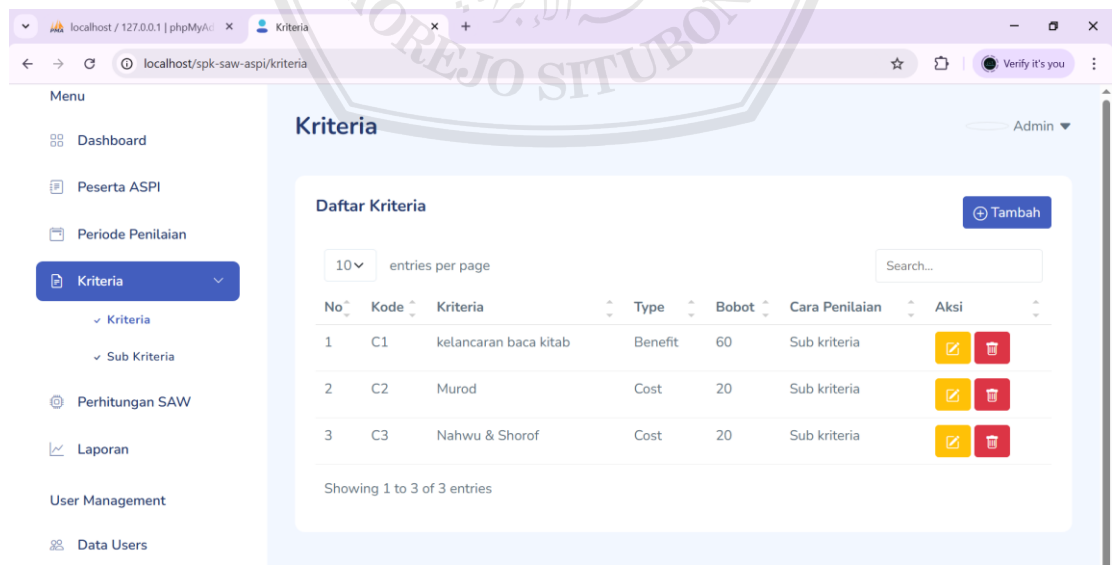 localhost / 127.0.0.1 | phpMyAd
Kriteria
localhost/spk-saw-aspi/kriteria
Verify it's you
OREJO SITUBON
Menu
Dashboard
Peserta ASPI
Periode Penilaian
Kriteria
Kriteria
Sub Kriteria
Perhitungan SAW
Laporan
User Management
Data Users
Kriteria
Admin
Daftar Kriteria
Tambah
10 entries per page
Search...
No Kode Kriteria Type Bobot Cara Penilaian Aksi
1 C1 kelancaran baca kitab Benefit 60 Sub kriteria
2 C2 Murod Cost 20 Sub kriteria
3 C3 Nahwu & Shorof Cost 20 Sub kriteria
Showing 1 to 3 of 3 entries